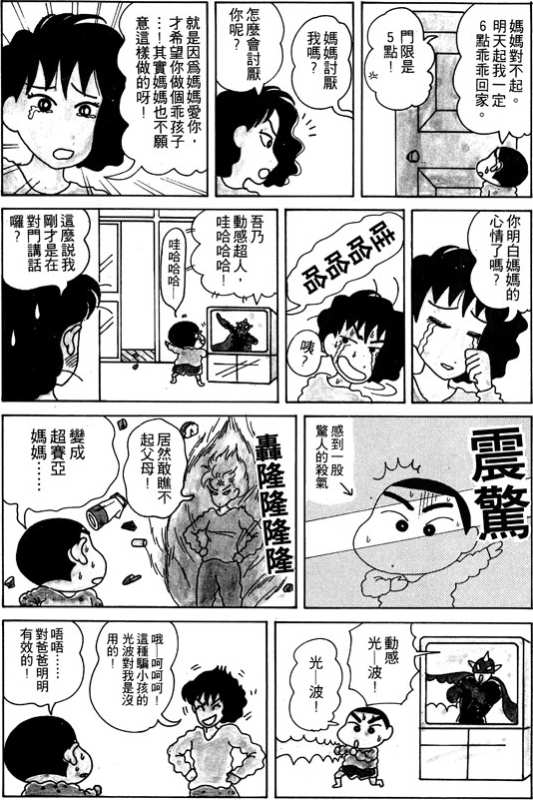 媽媽對不起。
明天起我一定
6點乖乖回家。
門限是
5點！
媽媽討厭
我嗎？
怎麼會討厭
你呢？
就是因爲媽媽愛你，
才希望你做個乖孩子
…！其實媽媽也不願
意這樣做的呀！
你明白媽媽的
心情了嗎？
哇哈哈哈哈
咦？
吾乃
動感超人，
哇哈哈哈哈！
哇哈哈哈—
這麼說我
剛才是在
對門講話
囉？
震驚
感到一股
驚人的殺氣
轟隆隆隆隆
居然敢瞧不
起父母！
變成
超賽亞
媽媽……
動感
光—波！
光—波！
哦—呵呵呵！
這種騙小孩的
光波對我是沒
用的！
唔唔……
對爸爸明明
有效的！